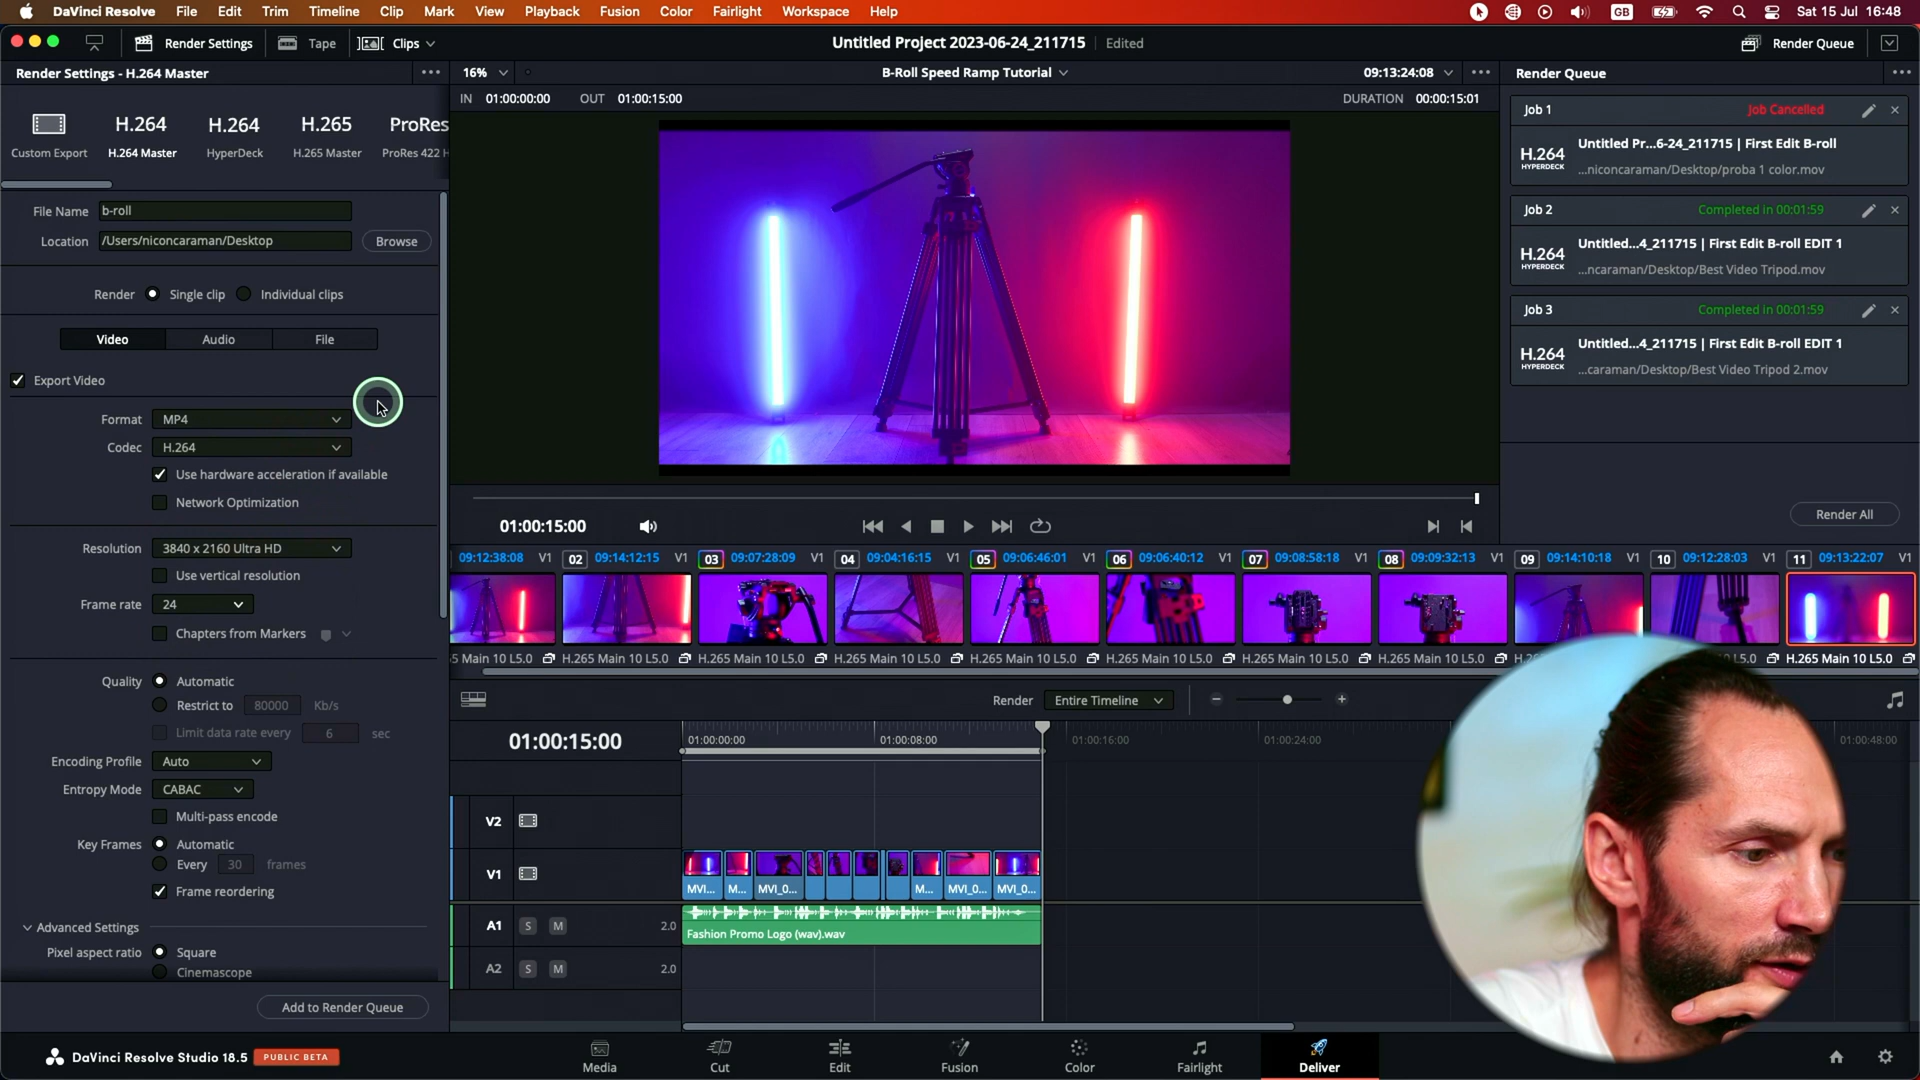 DaVinci Resolve File Edit Trim Timeline Clip Mark View Playback Fusion Color Fairlight Workspace Help GB Sat 15 Jul 16:48
Render Settings Tape Clips Untitled Project 2023-06-24_211715 Edited Render Queue
Render Settings - H.264 Master 16% B-Roll Speed Ramp Tutorial 09:13:24:08 Render Queue
IN 01:00:00:00 OUT 01:00:15:00 DURATION 00:00:15:01
H.264 H.264 H.265 ProRes
Custom Export H.264 Master HyperDeck H.265 Master ProRes 422 H
Job 1 Job Cancelled
Untitled Pr...6-24_211715 | First Edit B-roll
H.264 HYPERDECK
...niconcaraman/Desktop/proba 1 color.mov
Job 2 Completed in 00:01:59
Untitled...4_211715 | First Edit B-roll EDIT 1
H.264 HYPERDECK
...ncaraman/Desktop/Best Video Tripod.mov
Job 3 Completed in 00:01:59
Untitled...4_211715 | First Edit B-roll EDIT 1
H.264 HYPERDECK
...caraman/Desktop/Best Video Tripod 2.mov
Render All
File Name b-roll
Location /Users/niconcaraman/Desktop Browse
Render Single clip Individual clips
Video Audio File
Export Video
Format MP4
Codec H.264
Use hardware acceleration if available
Network Optimization
Resolution 3840 x 2160 Ultra HD
Use vertical resolution
Frame rate 24
Chapters from Markers
Quality Automatic
Restrict to 80000 Kb/s
Limit data rate every 6 sec
Encoding Profile Auto
Entropy Mode CABAC
Multi-pass encode
Key Frames Automatic
Every 30 frames
Frame reordering
Advanced Settings
Pixel aspect ratio Square
Cinemascope
Add to Render Queue
01:00:15:00
09:12:38:08 V1 02 09:14:12:15 V1 03 09:07:28:09 V1 04 09:04:16:15 V1 05 09:06:46:01 V1 06 09:06:40:12 V1 07 09:08:58:18 V1 08 09:09:32:13 V1 09 09:14:10:18 V1 10 09:12:28:03 V1 11 09:13:22:07 V1
5 Main 10 L5.0 H.265 Main 10 L5.0 H.265 Main 10 L5.0 H.265 Main 10 L5.0 H.265 Main 10 L5.0 H.265 Main 10 L5.0 H.265 Main 10 L5.0 H.265 Main 10 L5.0 L5.0 H.265 Main 10 L5.0
Render Entire Timeline
01:00:15:00 01:00:00:00 01:00:08:00 01:00:16:00 01:00:24:00 01:00:48:00
V2
V1 MVI... M... MVI_0... M... MVI_0... MVI_0...
A1 S M 2.0 Fashion Promo Logo (wav).wav
A2 S M 2.0
DaVinci Resolve Studio 18.5 PUBLIC BETA Media Cut Edit Fusion Color Fairlight Deliver